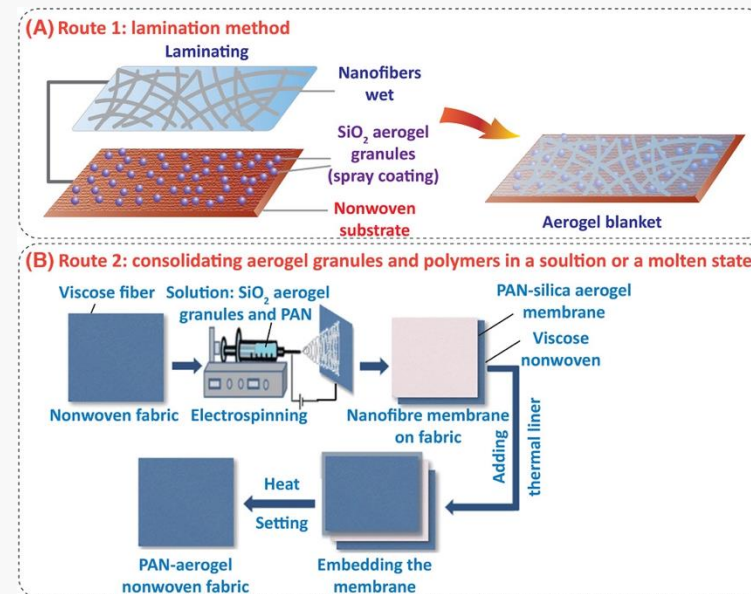 (A) Route 1: lamination method
Laminating
Nanofibers
wet
SiO₂ aerogel
granules
(spray coating)
Nonwoven
substrate
Aerogel blanket
(B) Route 2: consolidating aerogel granules and polymers in a soultion or a molten state
Viscose fiber
Solution: SiO₂ aerogel
granules and PAN
PAN-silica aerogel
membrane
Viscose
nonwoven
Nonwoven fabric
Electrospinning
Nanofibre membrane
on fabric
Adding
thermal liner
Heat
Setting
PAN-aerogel
nonwoven fabric
Embedding the
membrane